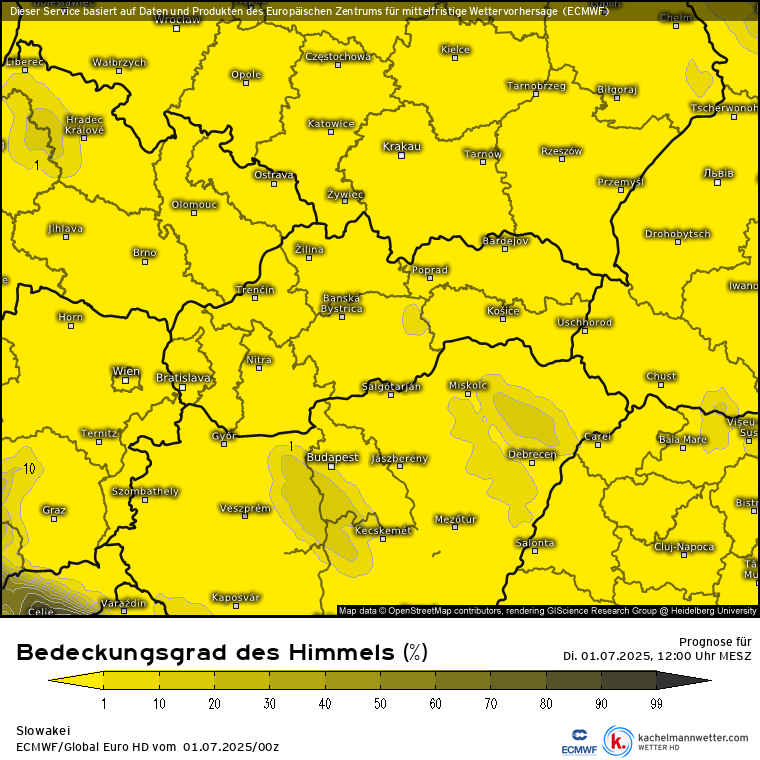 Dieser Service basiert auf Daten und Produkten des Europäischen Zentrums für mittelfristige Wettervorhersage (ECMWF)
Wrocław
Chełm
Kielce
Częstochowa
Liberec
Wałbrzych
Opole
Tarnobrzeg
Biłgoraj
Tscherwonoh
Hradec
Králové
Katowice
Krakau
Tarnów
Rzeszów
1
Ostrava
Львів
Przemyśl
Żywiec
Olomouc
Jihlava
Drohobytsch
Brno
Žilina
Bardejov
Poprad
Trenčín
Iwano
Banská
Bystrica
Horn
Košice
Uschhorod
Nitra
Wien
Bratislava
Salgótarján
Miskolc
Chust
Vișeu
Sus
Ternitz
Győr
Carei
Baia Mare
1
Budapest
Jászberény
Debrecen
10
Szombathely
Graz
Veszprém
Kecskemét
Mezőtúr
Bistr
Salonta
Cluj-Napoca
Tâ
Mu
Celje
Varaždin
Kaposvár
Map data © OpenStreetMap contributors, rendering GIScience Research Group @ Heidelberg University
Bedeckungsgrad des Himmels (%)
Prognose für
Di. 01.07.2025, 12:00 Uhr MESZ
1 10 20 30 40 50 60 70 80 90 99
Slowakei
ECMWF/Global Euro HD vom 01.07.2025/00z
ECMWF
k.
kachelmannwetter.com
WETTER HD